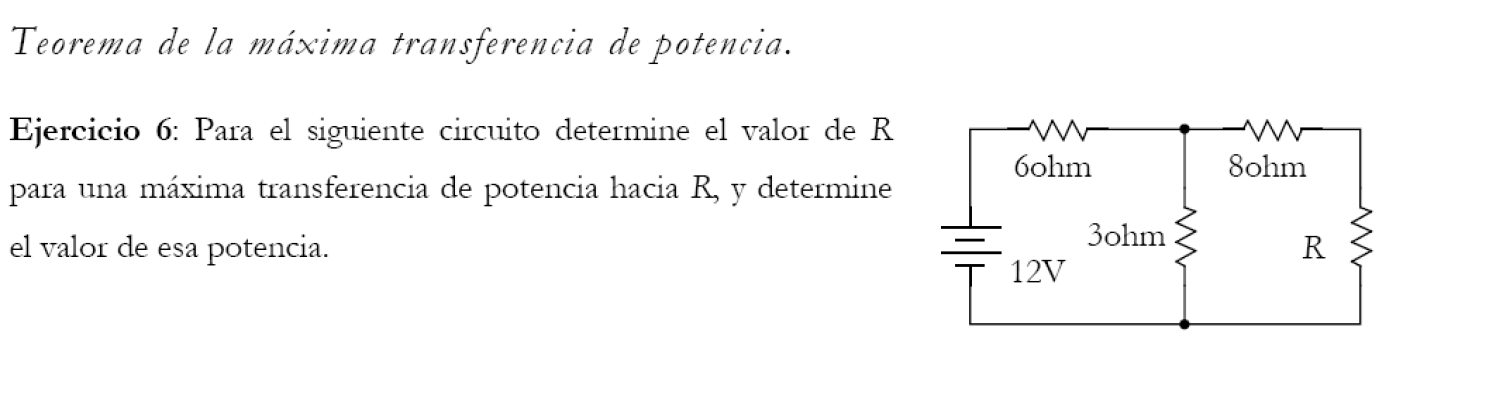 Teorema de la máxima transferencia de potencia.
Ejercicio 6: Para el siguiente circuito determine el valor de R
para una máxima transferencia de potencia hacia R, y determine
el valor de esa potencia.
6ohm
8ohm
3ohm
R
12V